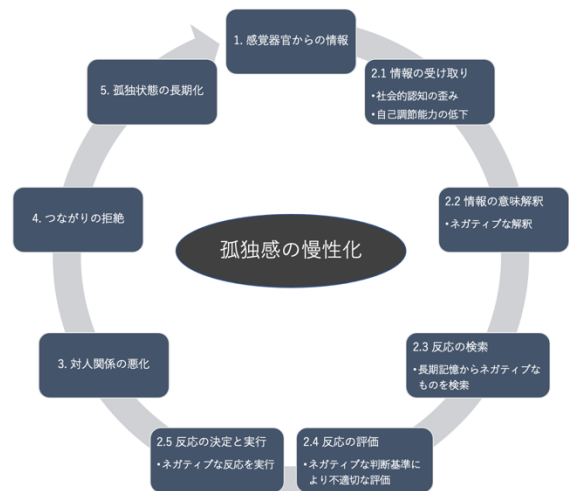 1. 感覚器官からの情報
2.1 情報の受け取り
•社会的認知の歪み
•自己調節能力の低下
2.2 情報の意味解釈
•ネガティブな解釈
2.3 反応の検索
•長期記憶からネガティブな
ものを検索
2.4 反応の評価
•ネガティブな判断基準に
より不適切な評価
2.5 反応の決定と実行
•ネガティブな反応を実行
3. 対人関係の悪化
4. つながりの拒絶
5. 孤独状態の長期化
孤独感の慢性化